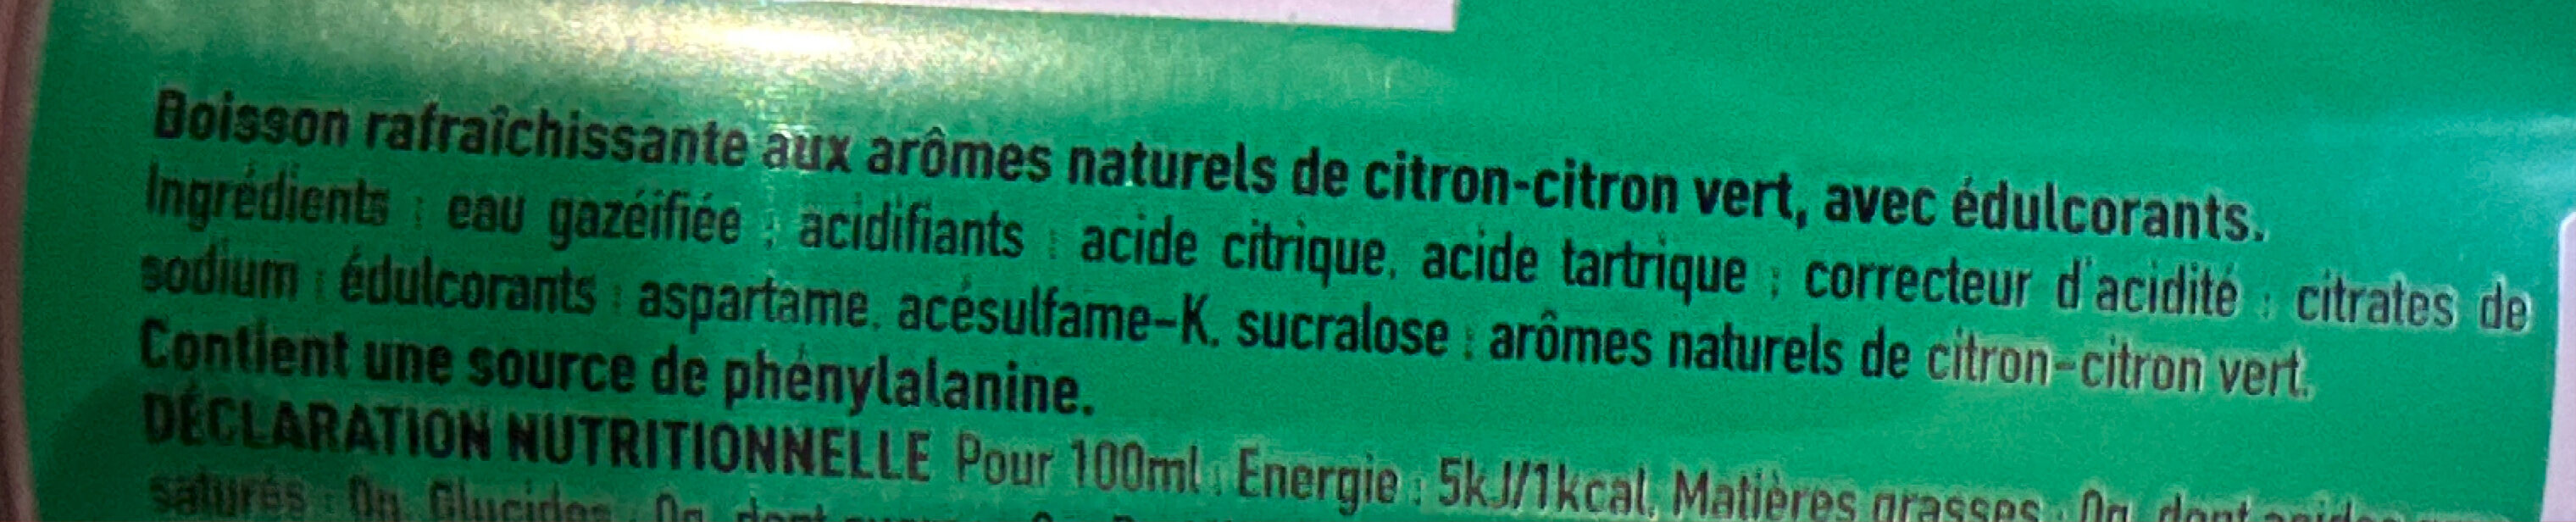 Boisson rafraîchissante aux arômes naturels de citron-citron vert, avec édulcorants.
Ingrédients : eau gazéifiée ; acidifiants : acide citrique, acide tartrique ; correcteur d'acidité : citrates de
sodium ; édulcorants : aspartame, acésulfame-K, sucralose ; arômes naturels de citron-citron vert.
Contient une source de phénylalanine.
DÉCLARATION NUTRITIONNELLE Pour 100ml : Energie : 5kJ/1kcal, Matières grasses : 0g, dont acides
saturés : 0g, Glucides : 0g, dont